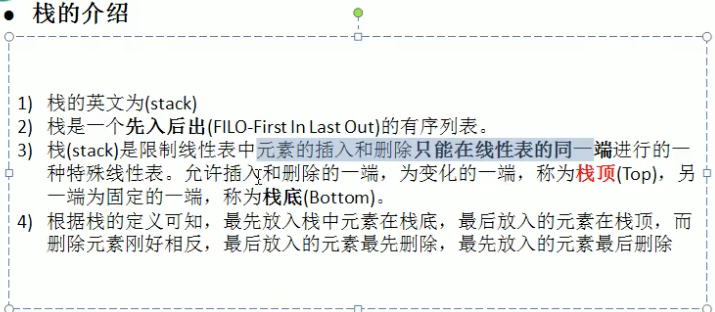 ● 栈的介绍
1) 栈的英文为(stack)
2) 栈是一个先入后出(FILO-First In Last Out)的有序列表。
3) 栈(stack)是限制线性表中元素的插入和删除只能在线性表的同一端进行的一
种特殊线性表。允许插入和删除的一端，为变化的一端，称为栈顶(Top)，另
一端为固定的一端，称为栈底(Bottom)。
4) 根据栈的定义可知，最先放入栈中元素在栈底，最后放入的元素在栈顶，而
删除元素刚好相反，最后放入的元素最先删除，最先放入的元素最后删除